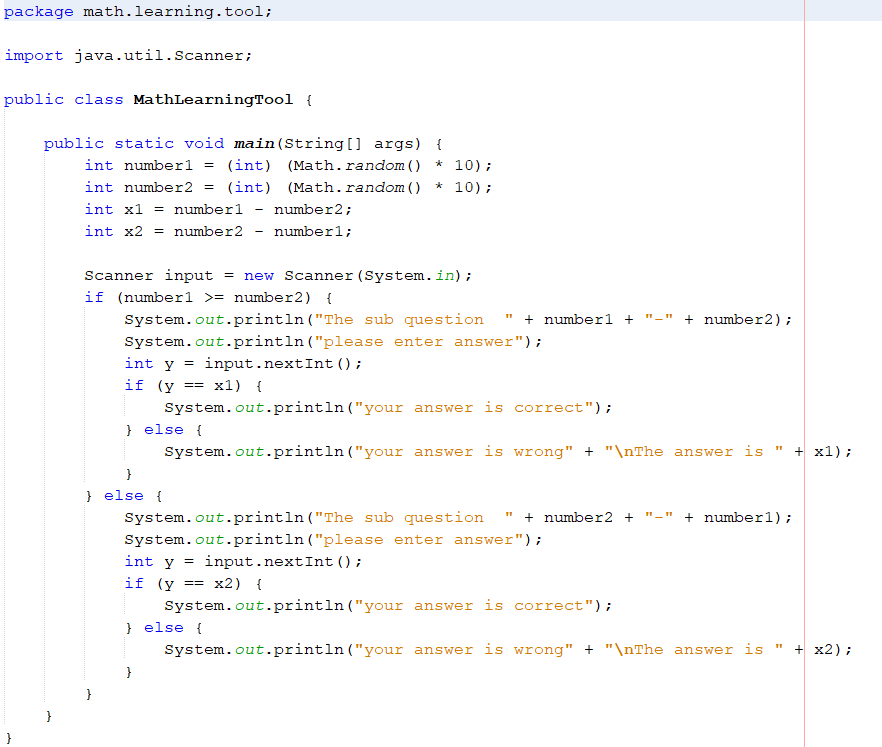 package math.learning.tool;

import java.util.Scanner;

public class MathLearningTool {

    public static void main(String[] args) {
        int number1 = (int) (Math.random() * 10);
        int number2 = (int) (Math.random() * 10);
        int x1 = number1 - number2;
        int x2 = number2 - number1;

        Scanner input = new Scanner(System.in);
        if (number1 >= number2) {
            System.out.println("The sub question  " + number1 + "-" + number2);
            System.out.println("please enter answer");
            int y = input.nextInt();
            if (y == x1) {
                System.out.println("your answer is correct");
            } else {
                System.out.println("your answer is wrong" + "\nThe answer is " + x1);
            }
        } else {
            System.out.println("The sub question  " + number2 + "-" + number1);
            System.out.println("please enter answer");
            int y = input.nextInt();
            if (y == x2) {
                System.out.println("your answer is correct");
            } else {
                System.out.println("your answer is wrong" + "\nThe answer is " + x2);
            }
        }
    }
}